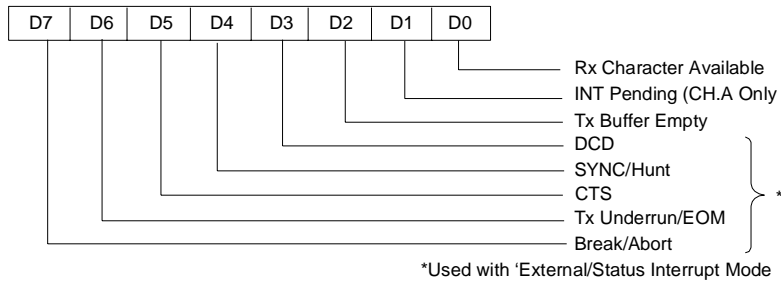 D7 D6 D5 D4 D3 D2 D1 D0
Rx Character Available
INT Pending (CH.A Only
Tx Buffer Empty
DCD
SYNC/Hunt
CTS
*
Tx Underrun/EOM
Break/Abort
*Used with ‘External/Status Interrupt Mode